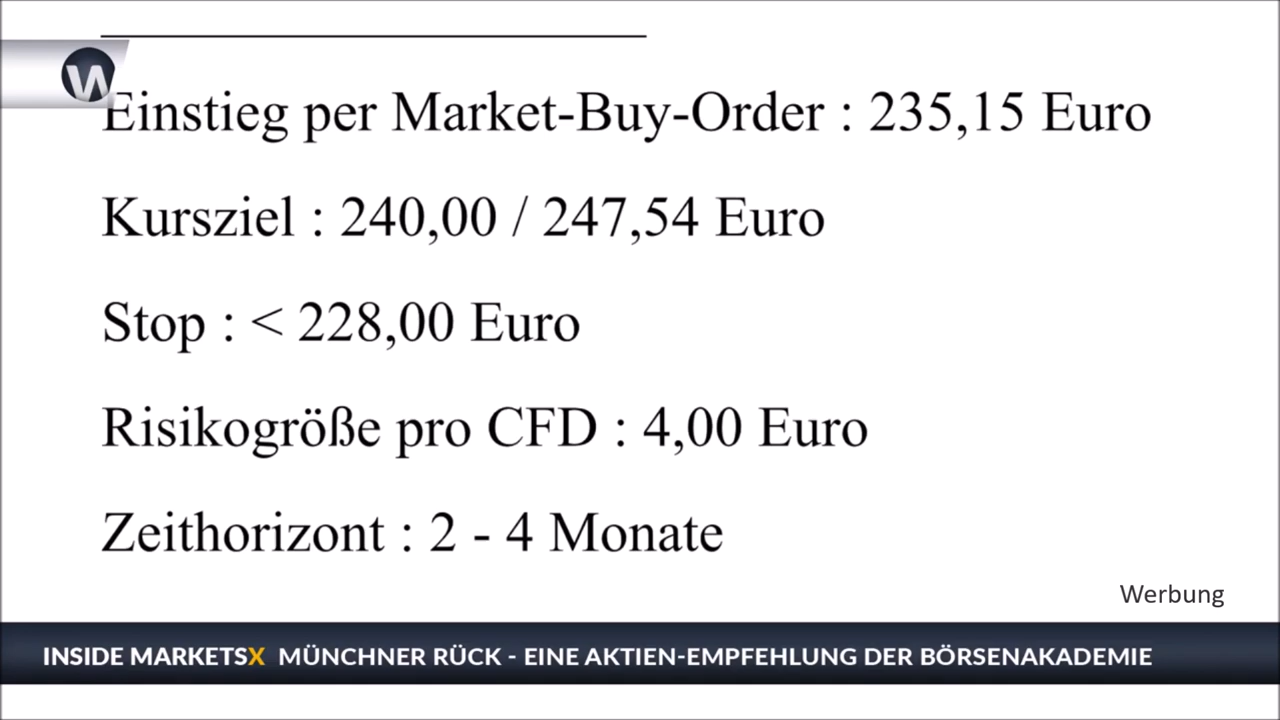 W
Einstieg per Market-Buy-Order : 235,15 Euro
Kursziel : 240,00 / 247,54 Euro
Stop : < 228,00 Euro
Risikogröße pro CFD : 4,00 Euro
Zeithorizont : 2 - 4 Monate
Werbung
INSIDE MARKETSX MÜNCHNER RÜCK - EINE AKTIEN-EMPFEHLUNG DER BÖRSENAKADEMIE